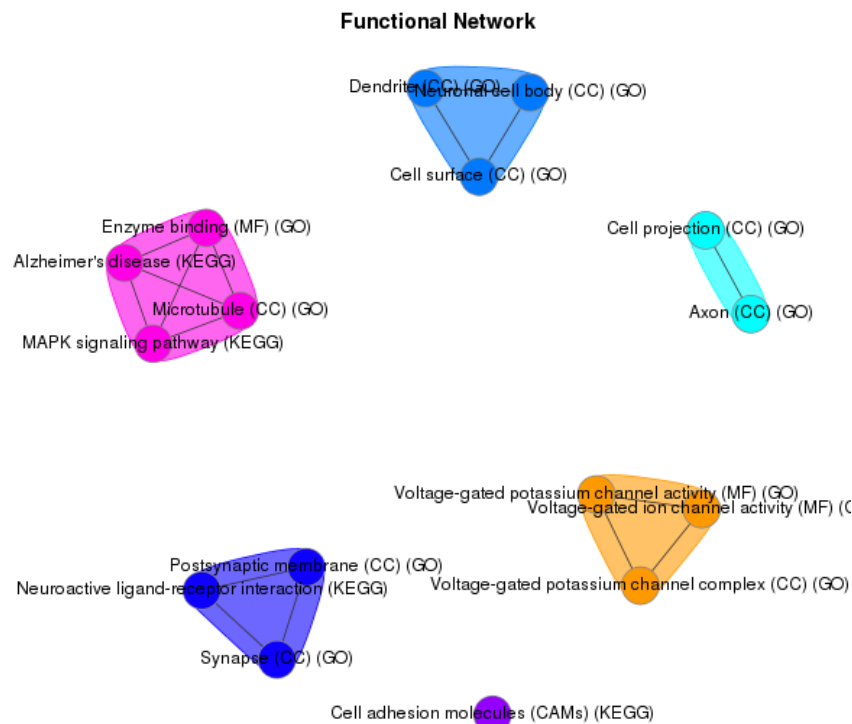 Functional Network
Dendrite (CC) (GO)
Neuronal cell body (CC) (GO)
Cell surface (CC) (GO)
Enzyme binding (MF) (GO)
Cell projection (CC) (GO)
Alzheimer's disease (KEGG)
Microtubule (CC) (GO)
Axon (CC) (GO)
MAPK signaling pathway (KEGG)
Voltage-gated potassium channel activity (MF) (GO)
Voltage-gated ion channel activity (MF) (
Postsynaptic membrane (CC) (GO)
Neuroactive ligand-receptor interaction (KEGG)
Voltage-gated potassium channel complex (CC) (GO)
Synapse (CC) (GO)
Cell adhesion molecules (CAMs) (KEGG)